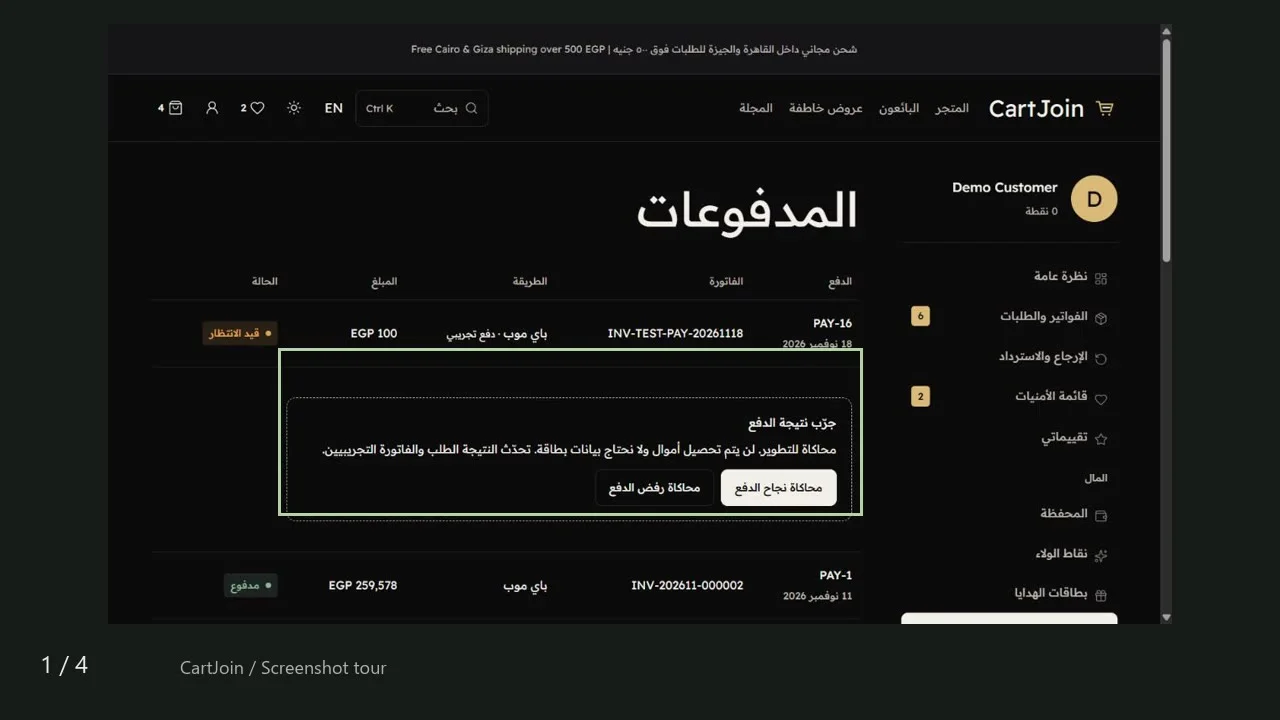 شحن مجاني داخل القاهرة والجيزة للطلبات فوق ٥٠٠ جنيه | Free Cairo & Giza shipping over 500 EGP
CartJoin المتجر البائعون عروض خاطفة المجلة بحث Ctrl K EN 2 4
D Demo Customer
0 نقطة
نظرة عامة
الفواتير والطلبات 6
الإرجاع والاسترداد
قائمة الأمنيات 2
تقييماتي
المال
المحفظة
نقاط الولاء
بطاقات الهدايا
المدفوعات
الدفع الفاتورة الطريقة المبلغ الحالة
PAY-16 INV-TEST-PAY-20261118 باي موب · دفع تجريبي EGP 100 قيد الانتظار
18 نوفمبر 2026
جرّب نتيجة الدفع
محاكاة للتطوير. لن يتم تحصيل أموال ولا نحتاج بيانات بطاقة. تحدّث النتيجة الطلب والفاتورة التجريبيين.
محاكاة نجاح الدفع محاكاة رفض الدفع
PAY-1 INV-202611-000002 باي موب EGP 259,578 مدفوع
11 نوفمبر 2026
1 / 4 CartJoin / Screenshot tour